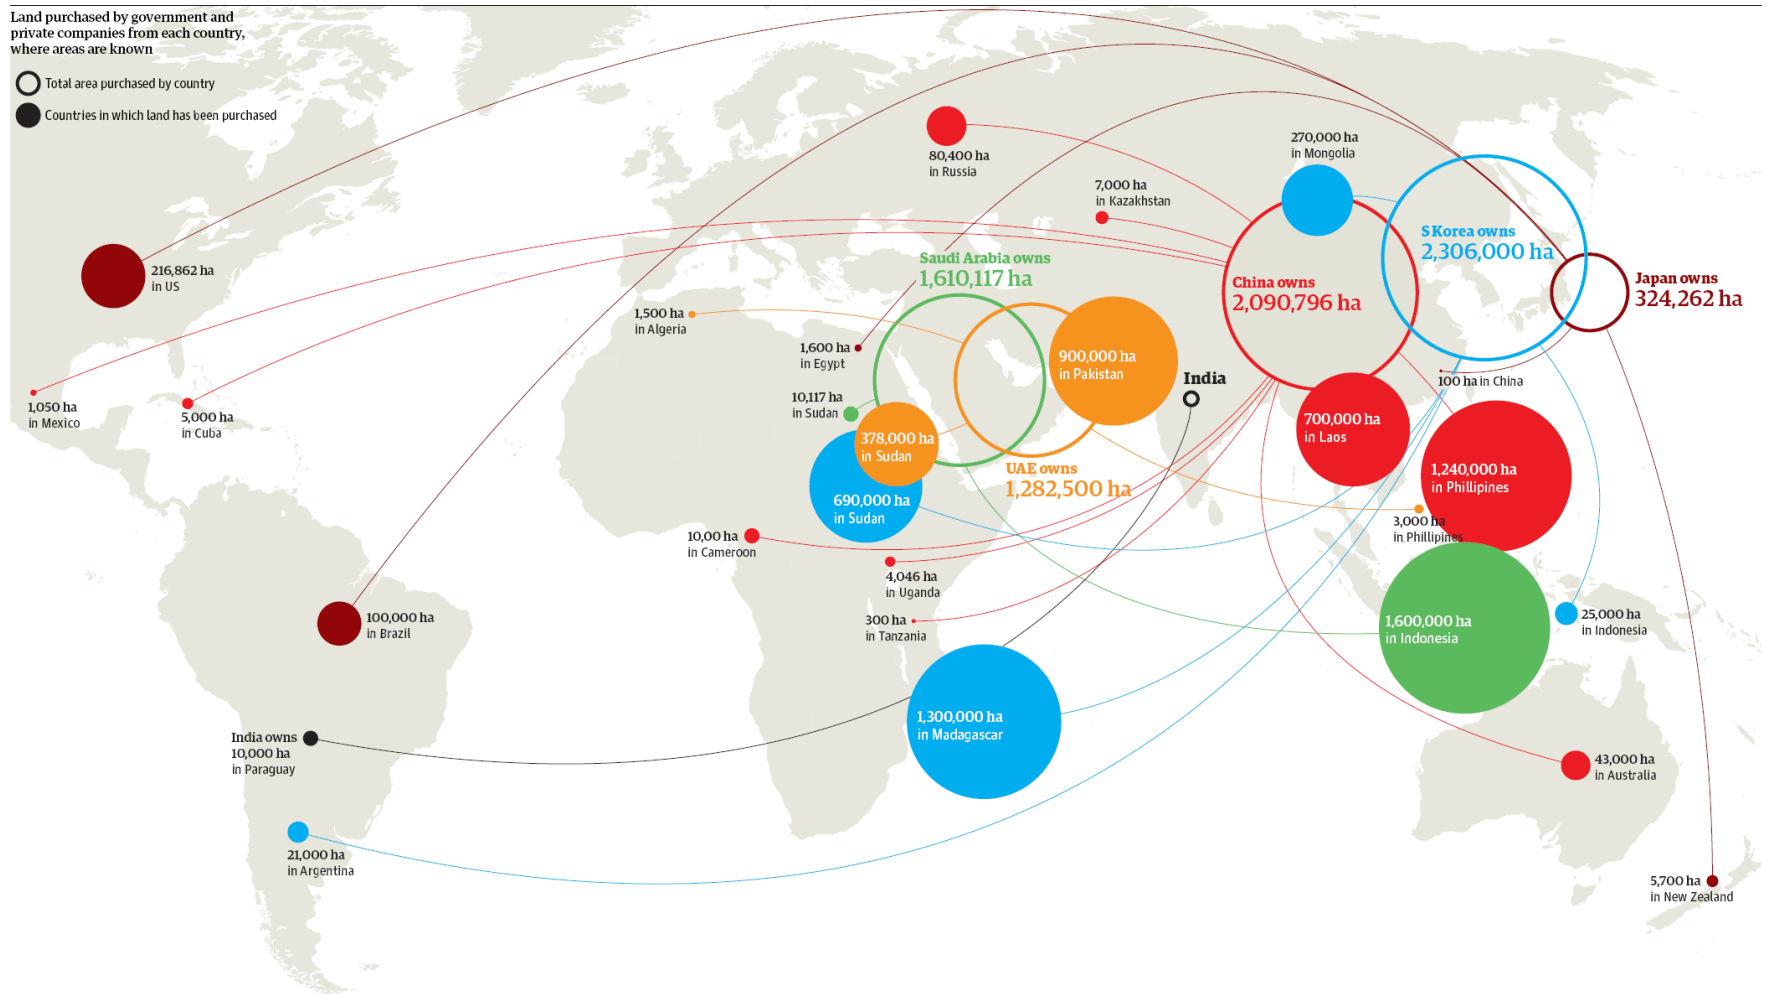 Land purchased by government and
private companies from each country,
where areas are known
Total area purchased by country
Countries in which land has been purchased
80,400 ha
in Russia
270,000 ha
in Mongolia
7,000 ha
in Kazakhstan
S Korea owns
2,306,000 ha
216,862 ha
in US
Saudi Arabia owns
1,610,117 ha
China owns
2,090,796 ha
Japan owns
324,262 ha
1,500 ha
in Algeria
1,600 ha
in Egypt
900,000 ha
in Pakistan
India
100 ha in China
1,050 ha
in Mexico
5,000 ha
in Cuba
10,117 ha
in Sudan
378,000 ha
in Sudan
700,000 ha
in Laos
UAE owns
1,282,500 ha
1,240,000 ha
in Phillipines
690,000 ha
in Sudan
3,000 ha
in Phillipines
10,00 ha
in Cameroon
4,046 ha
in Uganda
300 ha
in Tanzania
100,000 ha
in Brazil
1,600,000 ha
in Indonesia
25,000 ha
in Indonesia
1,300,000 ha
in Madagascar
India owns
10,000 ha
in Paraguay
43,000 ha
in Australia
21,000 ha
in Argentina
5,700 ha
in New Zealand